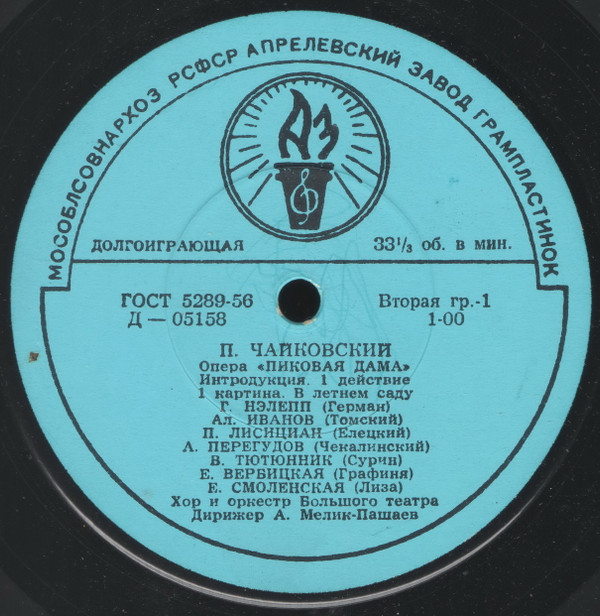 МОСОБЛСОВНАРХОЗ РСФСР АПРЕЛЕВСКИЙ ЗАВОД ГРАМПЛАСТИНОК
АЗ
ДОЛГОИГРАЮЩАЯ 33⅓ об. в мин.
ГОСТ 5289-56 Вторая гр.-1
Д — 05158 1-00
П. ЧАЙКОВСКИЙ
Опера «ПИКОВАЯ ДАМА»
Интродукция. 1 действие
1 картина. В летнем саду
Г. НЭЛЕПП (Герман)
Ал. ИВАНОВ (Томский)
П. ЛИСИЦИАН (Елецкий)
А. ПЕРЕГУДОВ (Чекалинский)
В. ТЮТЮННИК (Сурин)
Е. ВЕРБИЦКАЯ (Графиня)
Е. СМОЛЕНСКАЯ (Лиза)
Хор и оркестр Большого театра
Дирижер А. Мелик-Пашаев